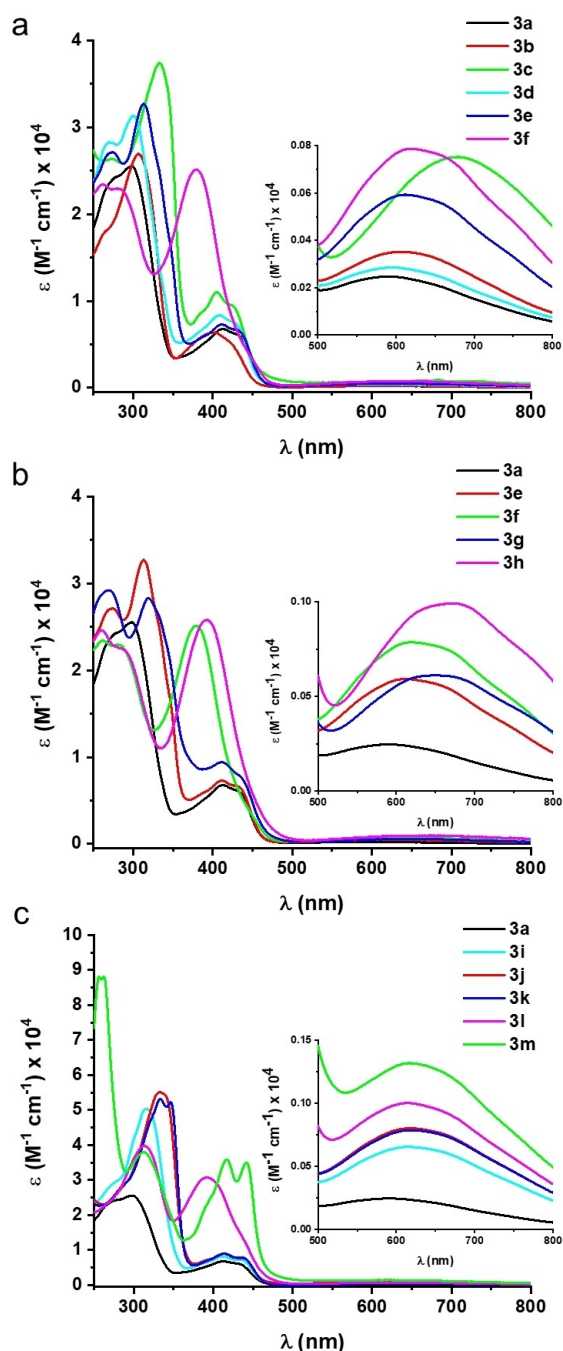 a
3a
3b
3c
3d
3e
3f
ε (M⁻¹ cm⁻¹) x 10⁴
4
3
2
1
0
300 400 500 600 700 800
λ (nm)
ε (M⁻¹ cm⁻¹) x 10⁴
0.08
0.06
0.04
0.02
0.00
500 600 700 800
λ (nm)
b
3a
3e
3f
3g
3h
ε (M⁻¹ cm⁻¹) x 10⁴
4
3
2
1
0
300 400 500 600 700 800
λ (nm)
ε (M⁻¹ cm⁻¹) x 10⁴
0.10
0.05
0.00
500 600 700 800
λ (nm)
c
3a
3i
3j
3k
3l
3m
ε (M⁻¹ cm⁻¹) x 10⁴
10
9
8
7
6
5
4
3
2
1
0
300 400 500 600 700 800
λ (nm)
ε (M⁻¹ cm⁻¹) x 10⁴
0.15
0.10
0.05
0.00
500 600 700 800
λ (nm)